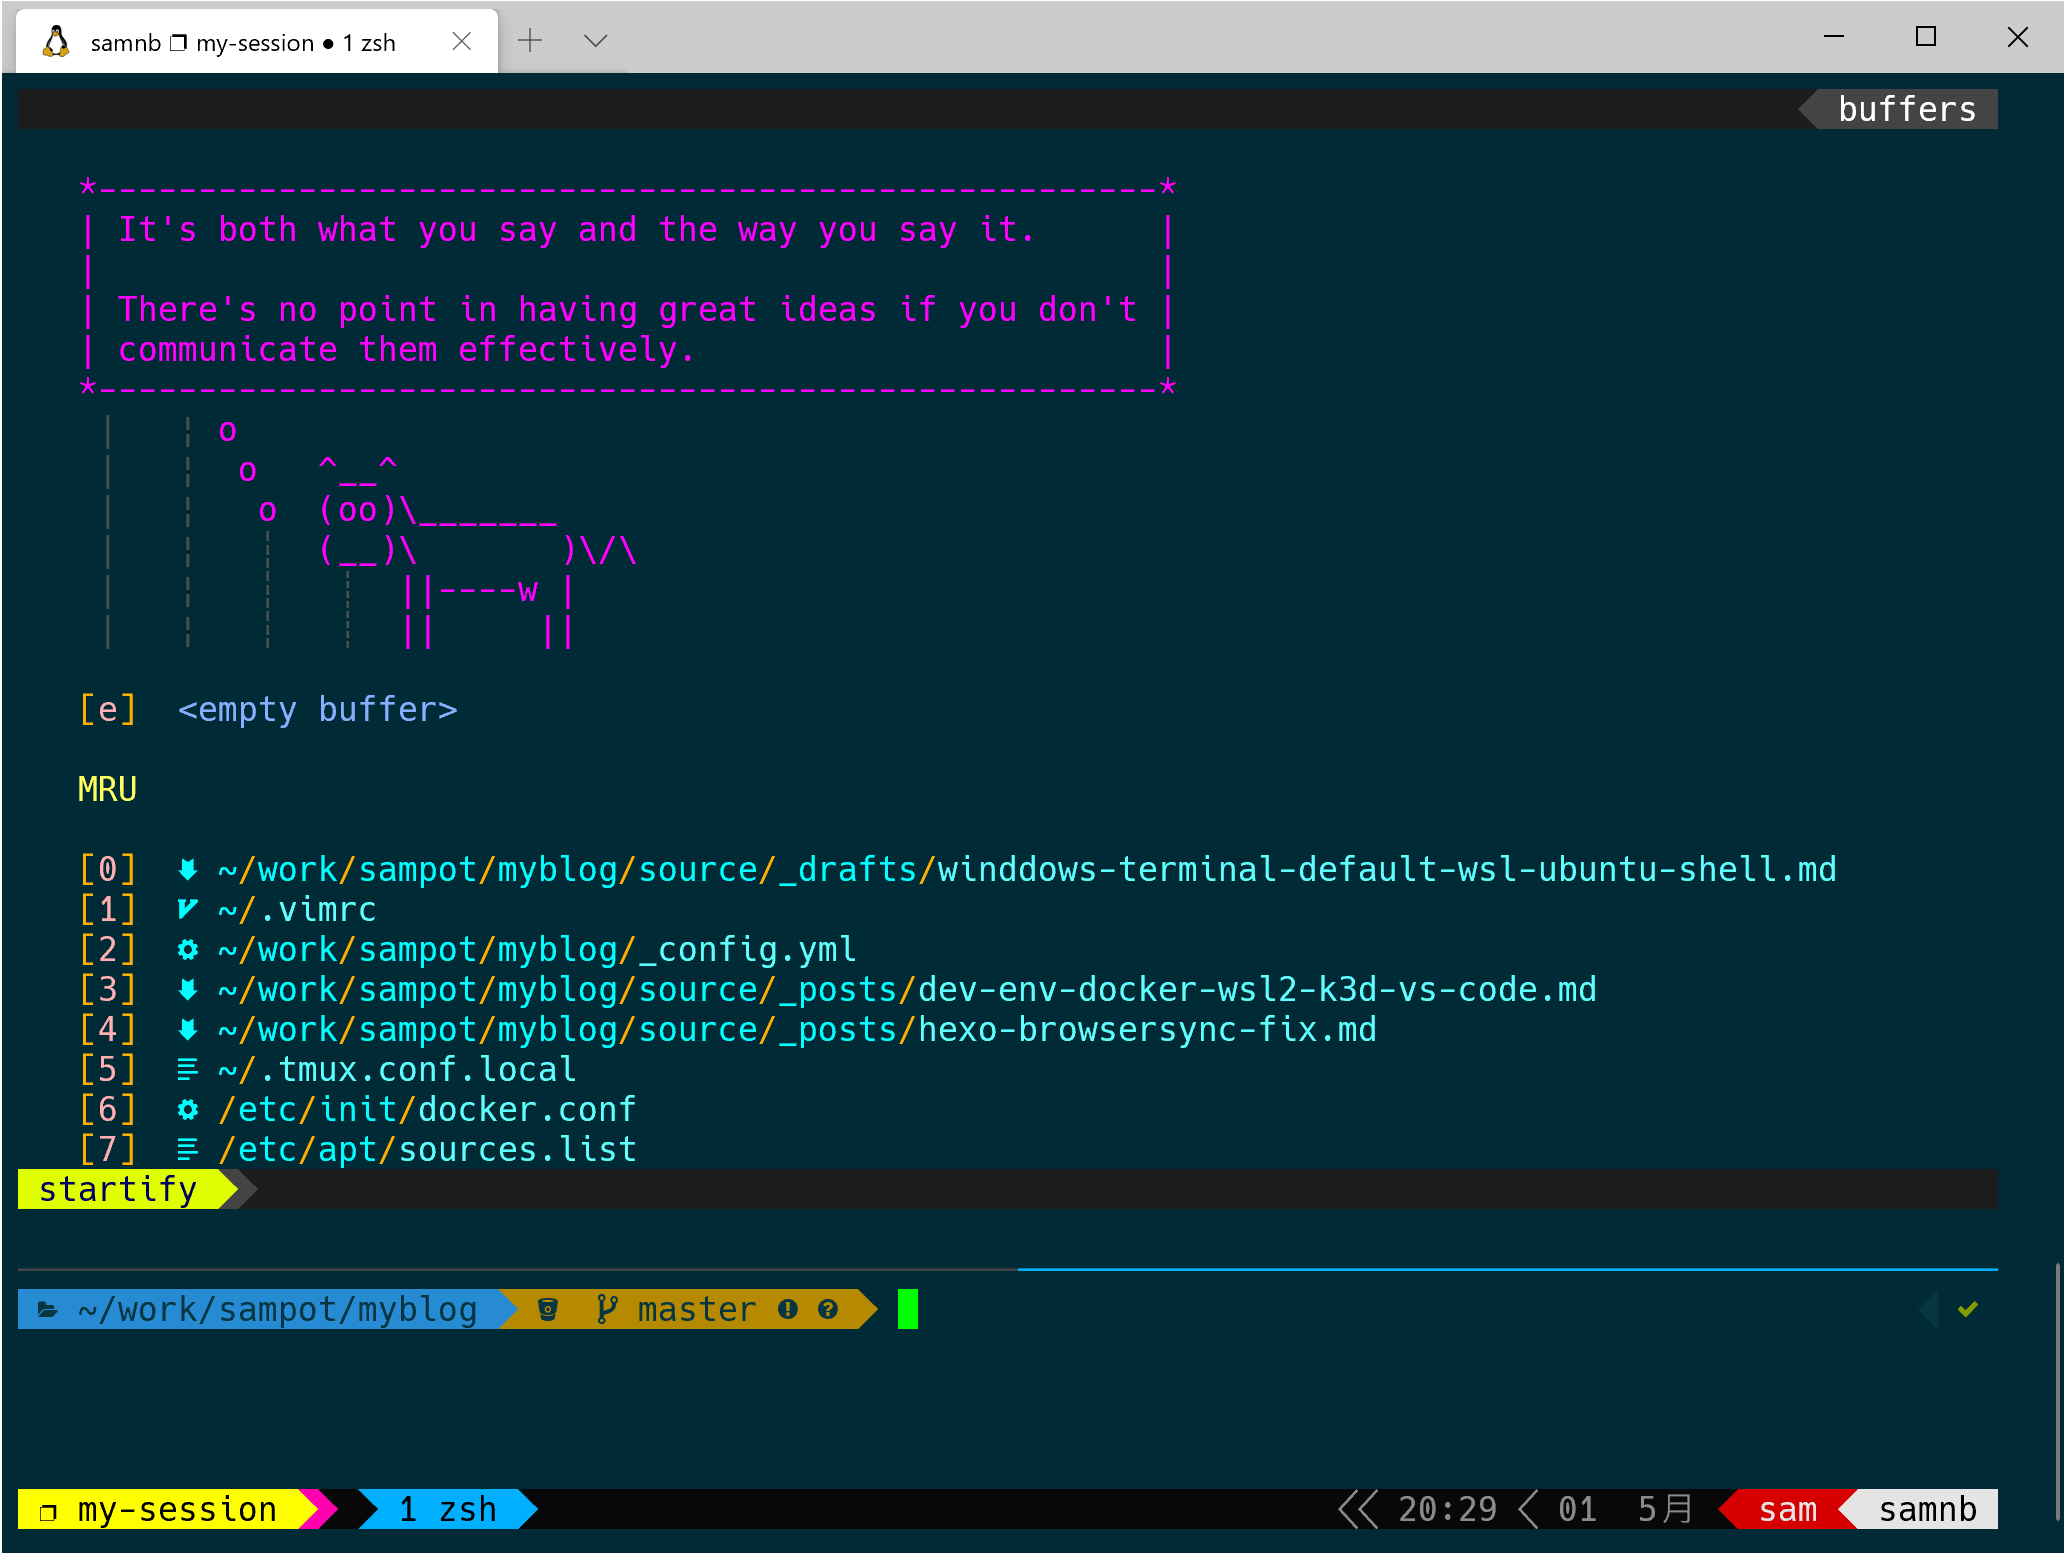 samnb ❐ my-session ● 1 zsh
buffers
*-----------------------------------------------------*
| It's both what you say and the way you say it.      |
|                                                     |
| There's no point in having great ideas if you don't |
| communicate them effectively.                       |
*-----------------------------------------------------*
o
o   ^__^
o  (oo)\_______
(__)\       )\/\
||----w |
||     ||
[e]  <empty buffer>
MRU
[0] ~/work/sampot/myblog/source/_drafts/winddows-terminal-default-wsl-ubuntu-shell.md
[1] ~/.vimrc
[2] ~/work/sampot/myblog/_config.yml
[3] ~/work/sampot/myblog/source/_posts/dev-env-docker-wsl2-k3d-vs-code.md
[4] ~/work/sampot/myblog/source/_posts/hexo-browsersync-fix.md
[5] ~/.tmux.conf.local
[6] /etc/init/docker.conf
[7] /etc/apt/sources.list
startify
~/work/sampot/myblog master ! ?
❐ my-session 1 zsh 20:29 01 5月 sam samnb